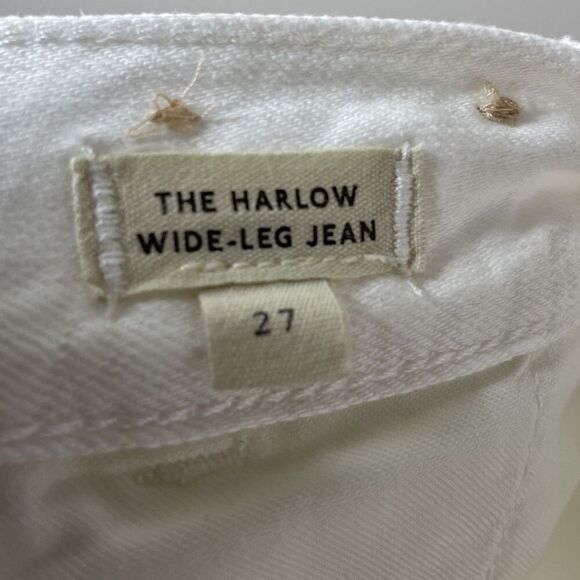 THE HARLOW
WIDE-LEG JEAN
27